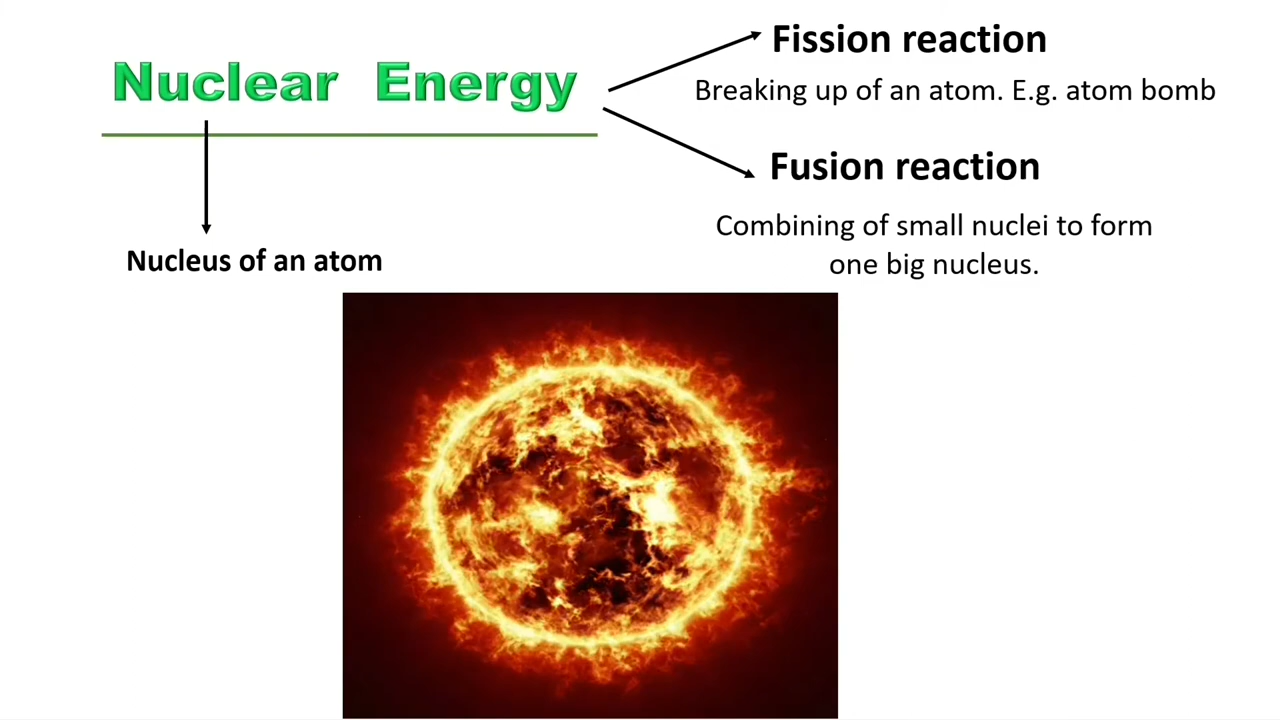 Nuclear Energy
Nucleus of an atom
Fission reaction
Breaking up of an atom. E.g. atom bomb
Fusion reaction
Combining of small nuclei to form
one big nucleus.